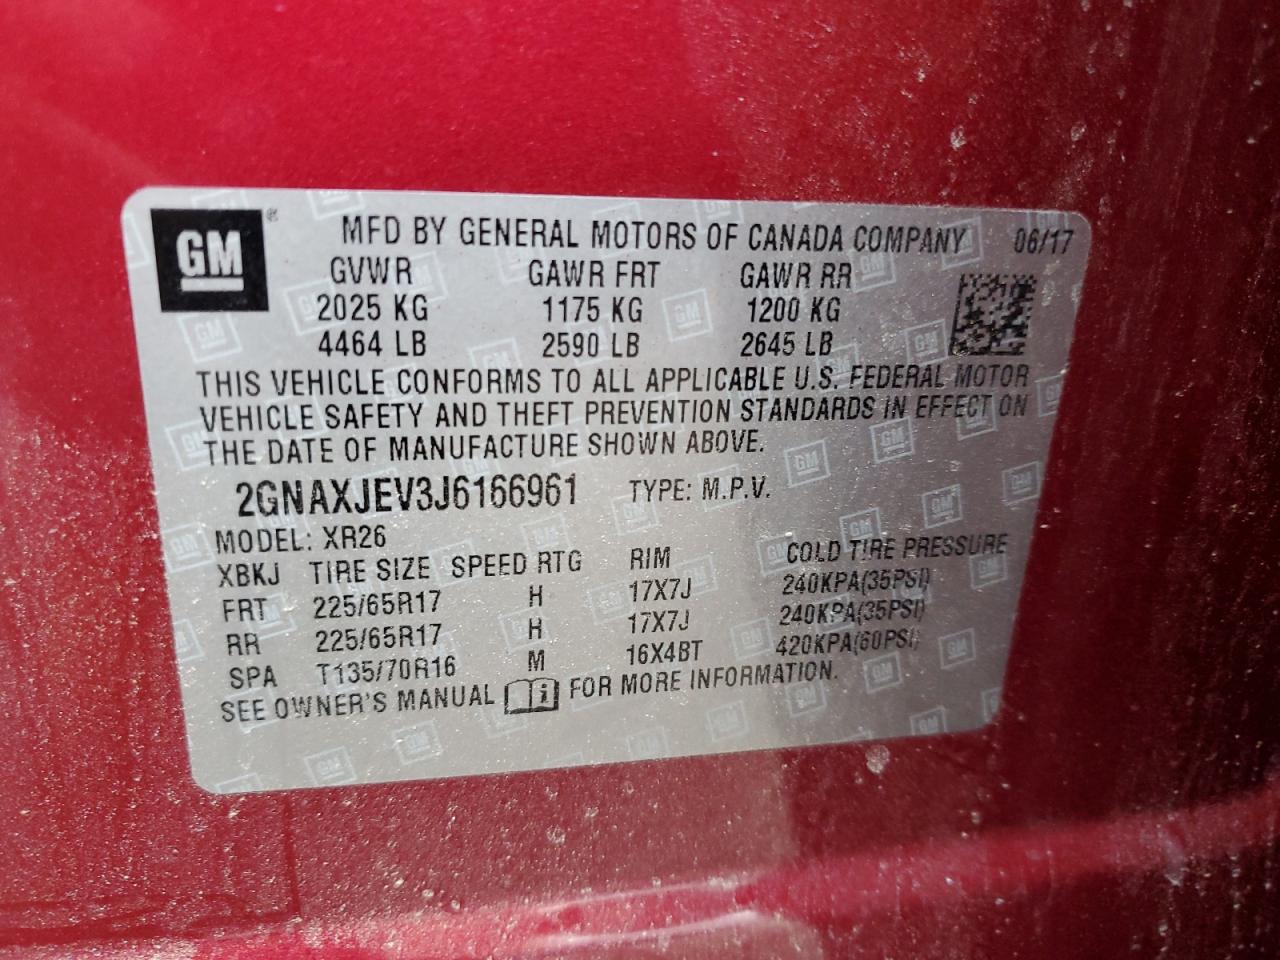 GM ® MFD BY GENERAL MOTORS OF CANADA COMPANY 06/17
GVWR GAWR FRT GAWR RR
2025 KG 1175 KG 1200 KG
4464 LB 2590 LB 2645 LB
THIS VEHICLE CONFORMS TO ALL APPLICABLE U.S. FEDERAL MOTOR
VEHICLE SAFETY AND THEFT PREVENTION STANDARDS IN EFFECT ON
THE DATE OF MANUFACTURE SHOWN ABOVE.
2GNAXJEV3J6166961 TYPE: M.P.V.
MODEL: XR26
XBKJ TIRE SIZE SPEED RTG RIM COLD TIRE PRESSURE
FRT 225/65R17 H 17X7J 240KPA(35PSI)
RR 225/65R17 H 17X7J 240KPA(35PSI)
SPA T135/70R16 M 16X4BT 420KPA(60PSI)
SEE OWNER'S MANUAL FOR MORE INFORMATION.